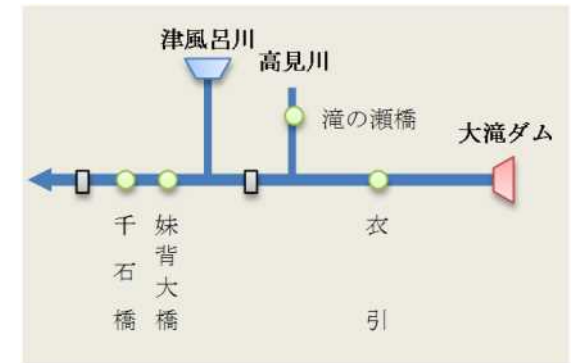 津風呂川
高見川
滝の瀬橋
大滝ダム
千石橋
妹背大橋
衣引